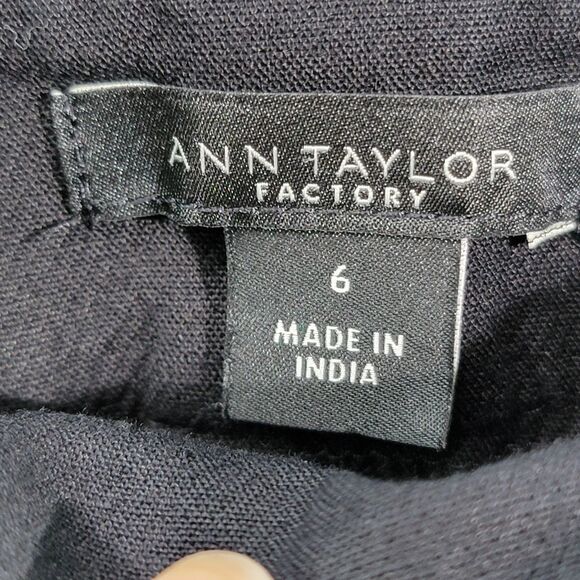 ANN TAYLOR
FACTORY
6
MADE IN
INDIA